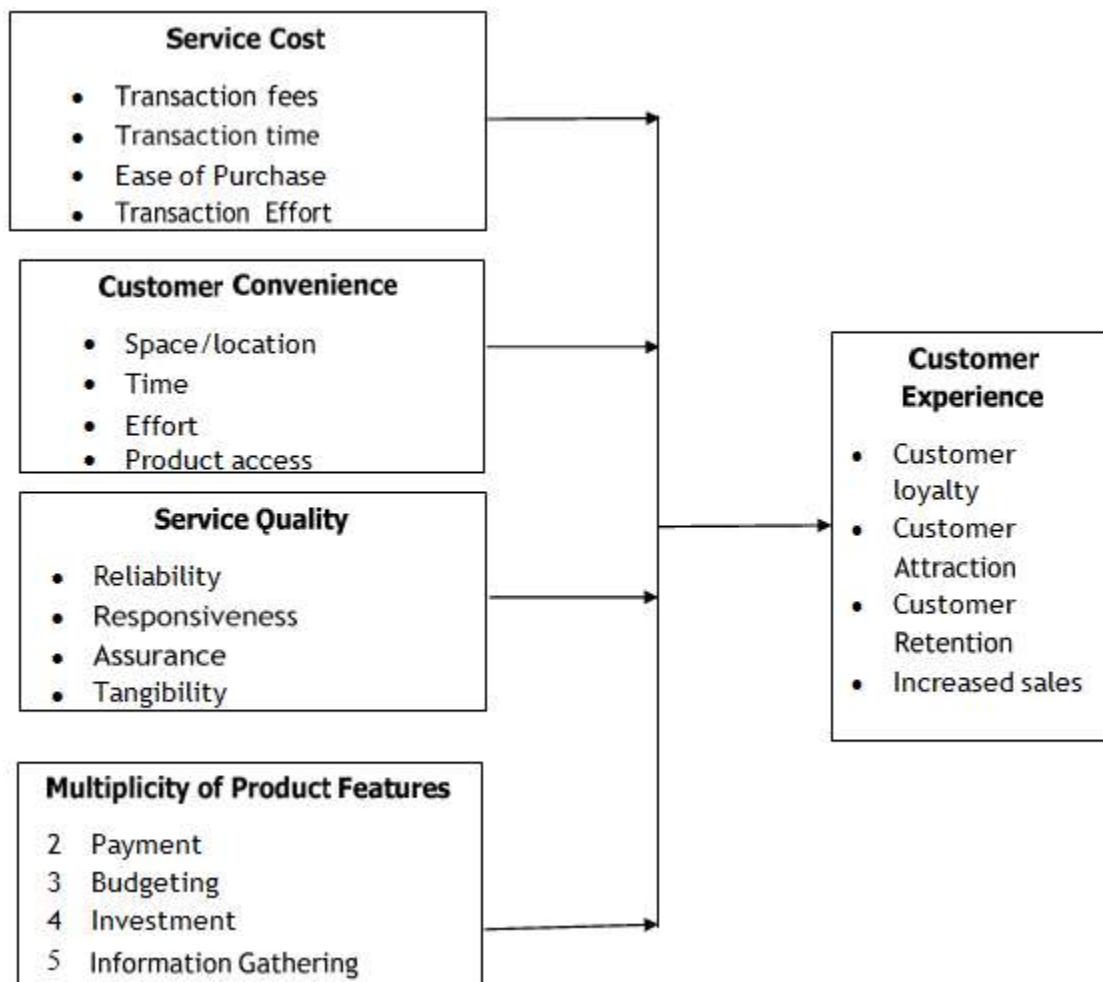 Service Cost
• Transaction fees
• Transaction time
• Ease of Purchase
• Transaction Effort
Customer Convenience
• Space/location
• Time
• Effort
• Product access
Service Quality
• Reliability
• Responsiveness
• Assurance
• Tangibility
Multiplicity of Product Features
2 Payment
3 Budgeting
4 Investment
5 Information Gathering
Customer
Experience
• Customer
loyalty
• Customer
Attraction
• Customer
Retention
• Increased sales